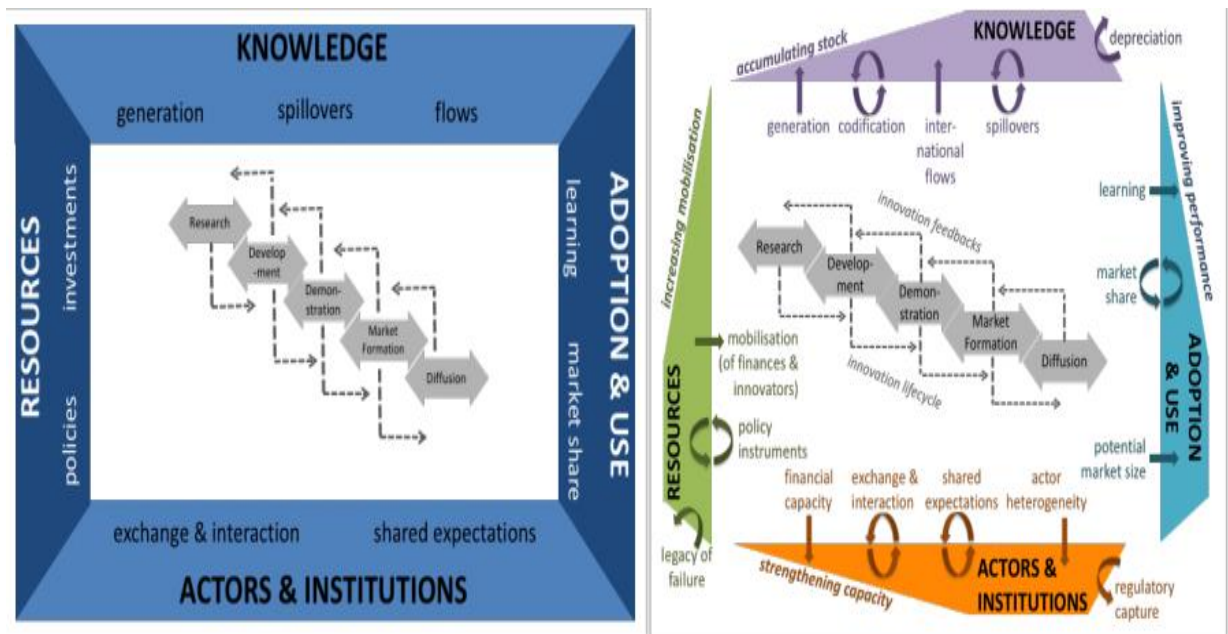 KNOWLEDGE
generation
spillovers
flows
RESOURCES
policies
investments
Research
Develop
-ment
Demon-
stration
Market
Formation
Diffusion
learning
market share
ADOPTION & USE
exchange & interaction
shared expectations
ACTORS & INSTITUTIONS
accumulating stock
KNOWLEDGE
depreciation
generation
codification
inter-
national
flows
spillovers
increasing mobilisation
RESOURCES
mobilisation
(of finances &
innovators)
policy
instruments
legacy of
failure
innovation feedbacks
Research
Develop-
ment
Demon-
stration
Market
Formation
Diffusion
innovation lifecycle
improving performance
learning
market
share
potential
market size
ADOPTION
& USE
financial
capacity
exchange &
interaction
shared
expectations
actor
heterogeneity
strengthening capacity
ACTORS &
INSTITUTIONS
regulatory
capture